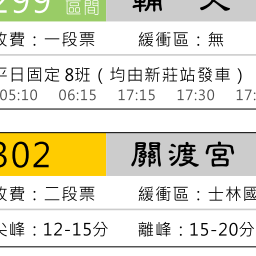 299 區間 輔 大
收費：一段票 緩衝區：無
平日固定 8班（均由新莊站發車）
05:10 06:15 17:15 17:30 17:
802 關渡宮
收費：二段票 緩衝區：士林國
尖峰：12-15分 離峰：15-20分